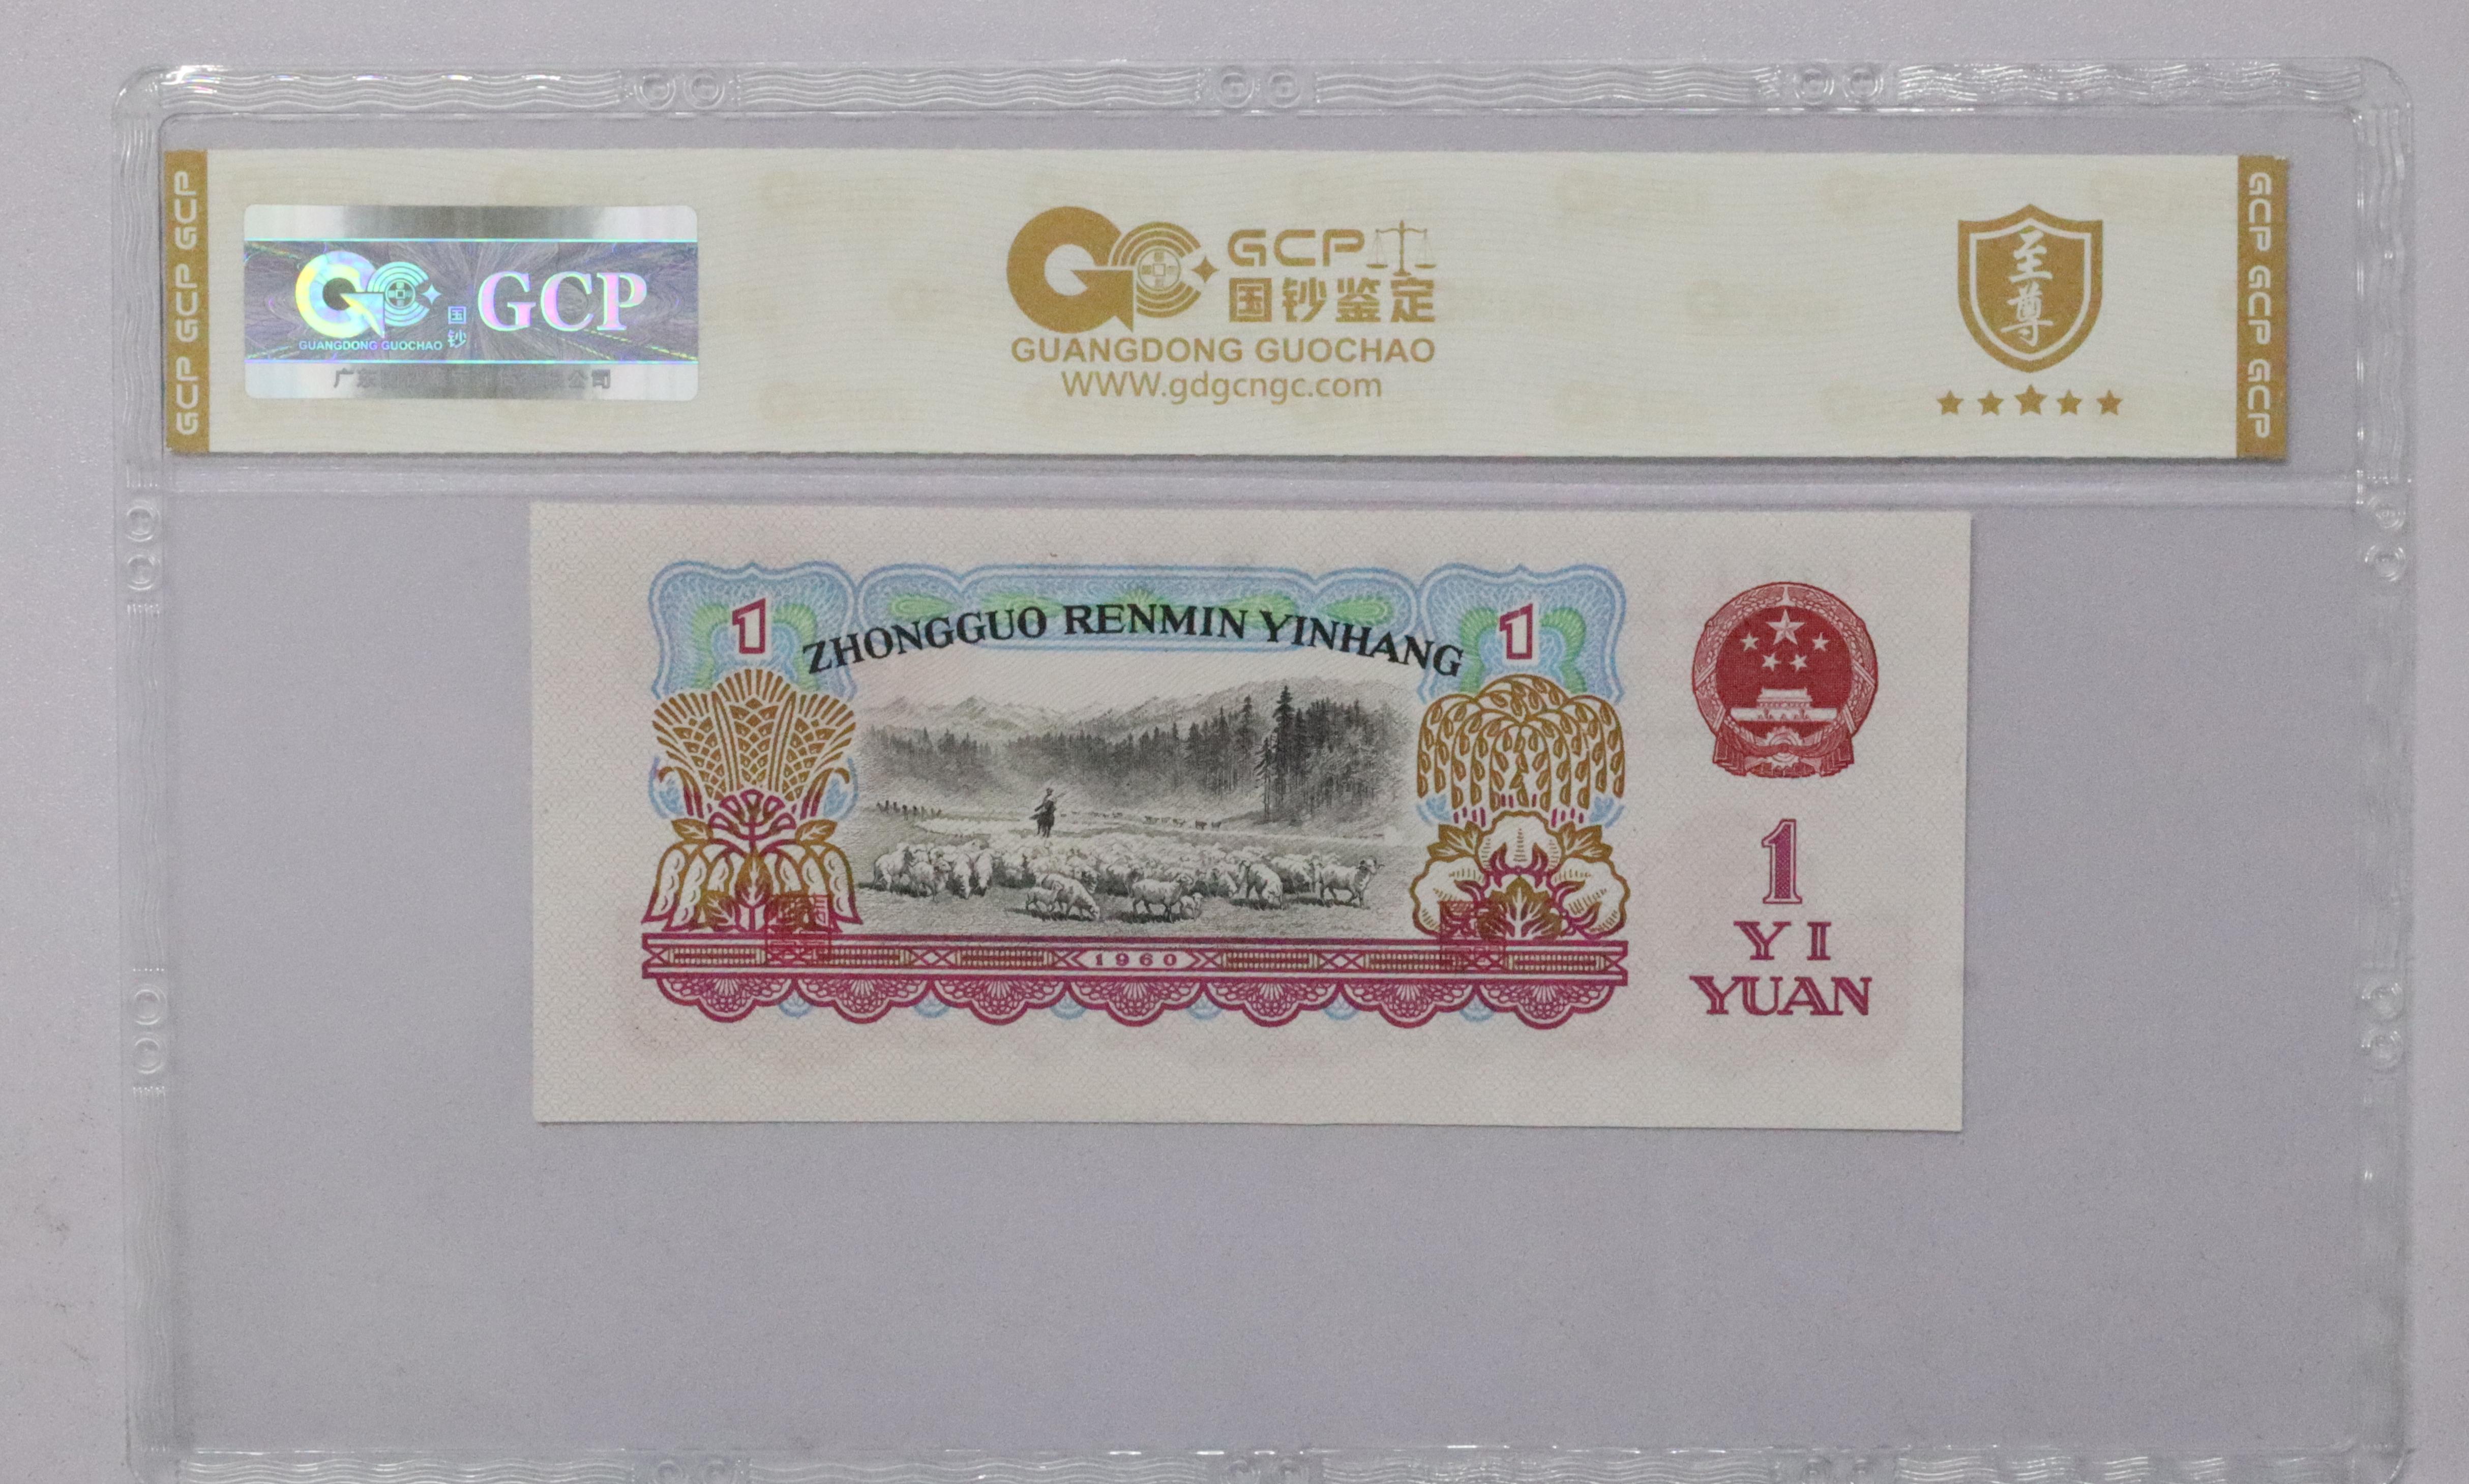 GCP GCP GCP
GCP
国钞
GUANGDONG GUOCHAO
GCP
国钞鉴定
GUANGDONG GUOCHAO
WWW.gdgcngc.com
至尊
GCP GCP GCP
1
ZHONGGUO RENMIN YINHANG
1
1960
1
YI
YUAN